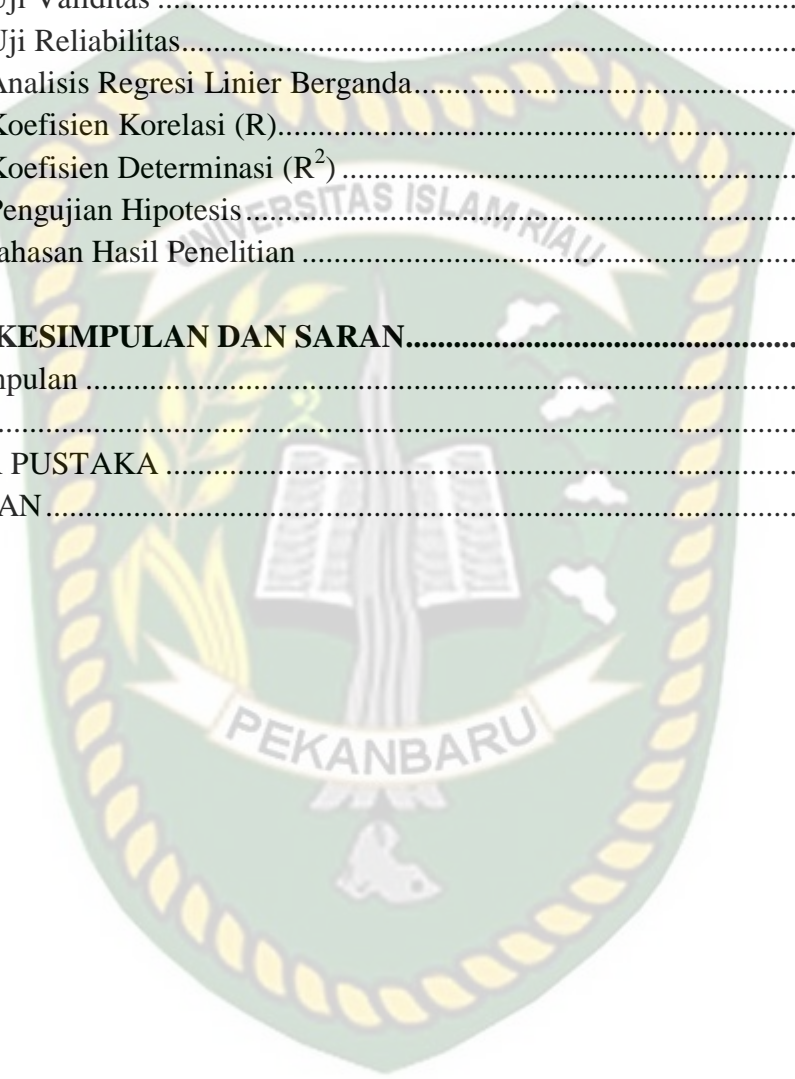 Uji Validitas ........................................................
Uji Reliabilitas........................................................
Analisis Regresi Linier Berganda........................................
Koefisien Korelasi (R)..................................................
Koefisien Determinasi (R²) ..............................................
Pengujian Hipotesis ....................................................
UNIVERSITAS ISLAM RIAU
ahasan Hasil Penelitian ................................................
KESIMPULAN DAN SARAN.............................................
mpulan ................................................................
........................................................................
PUSTAKA ................................................................
AN ......................................................................
PEKANBARU